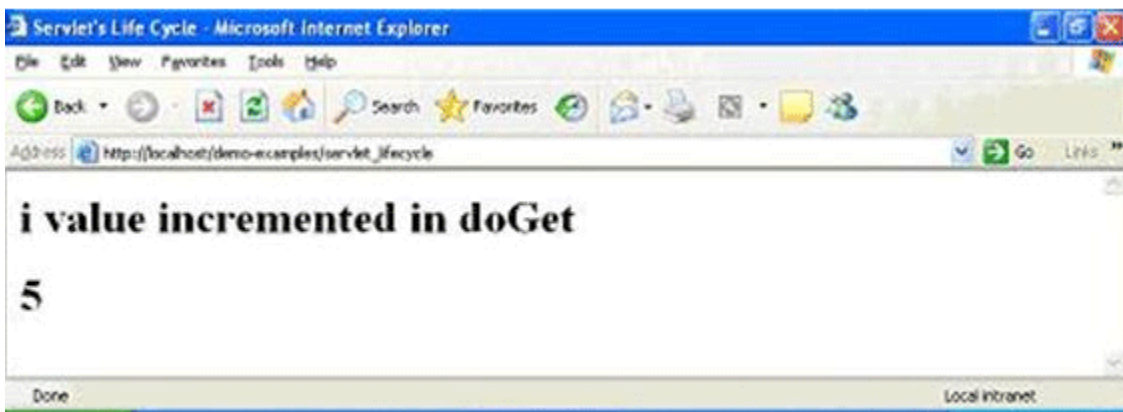 Servlet's Life Cycle - Microsoft Internet Explorer
File Edit View Favorites Tools Help
Back Search Favorites
Address http://localhost/demo-examples/servlet_lifecycle Go Links »
i value incremented in doGet
5
Done Local intranet